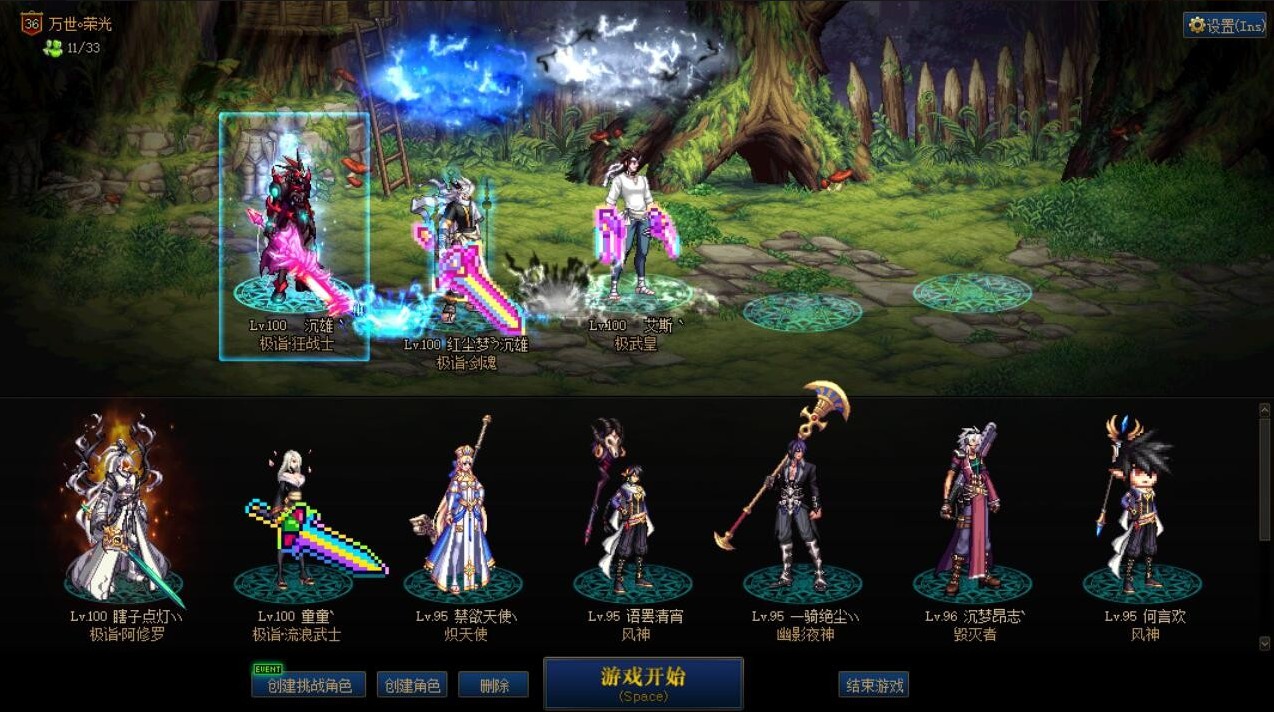 36 万世◦荣光
11/33
设置(Ins)
Lv.100 沉雄丶
极诣·狂战士
Lv.100 红尘梦う沉雄
极诣·剑魂
Lv.100 艾斯丶
极武皇
Lv.100 瞎子点灯ヽヽ
极诣·阿修罗
Lv.100 童童丶
极诣·流浪武士
Lv.95 禁欲天使ヽ
炽天使
Lv.95 语罢清宵
风神
Lv.95 一骑绝尘ヽヽ
幽影夜神
Lv.96 沉梦昂志丶
毁灭者
Lv.95 何言欢
风神
EVENT
创建挑战角色
创建角色
删除
游戏开始
(Space)
结束游戏